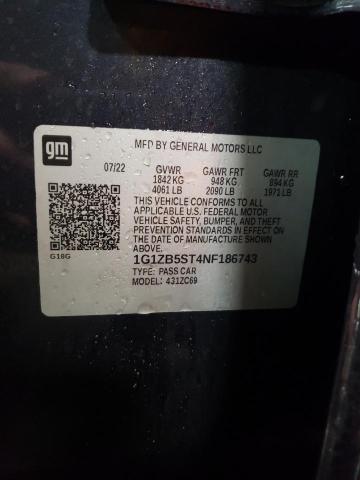 gm
MFD BY GENERAL MOTORS LLC
07/22 GVWR GAWR FRT GAWR RR
1842 KG 948 KG 894 KG
4061 LB 2090 LB 1971 LB
THIS VEHICLE CONFORMS TO ALL
APPLICABLE U.S. FEDERAL MOTOR
VEHICLE SAFETY, BUMPER, AND THEFT
PREVENTION STANDARDS IN EFFECT ON
THE DATE OF MANUFACTURE SHOWN
ABOVE.
1G1ZB5ST4NF186743
G18G
TYPE: PASS CAR
MODEL: 431ZC69